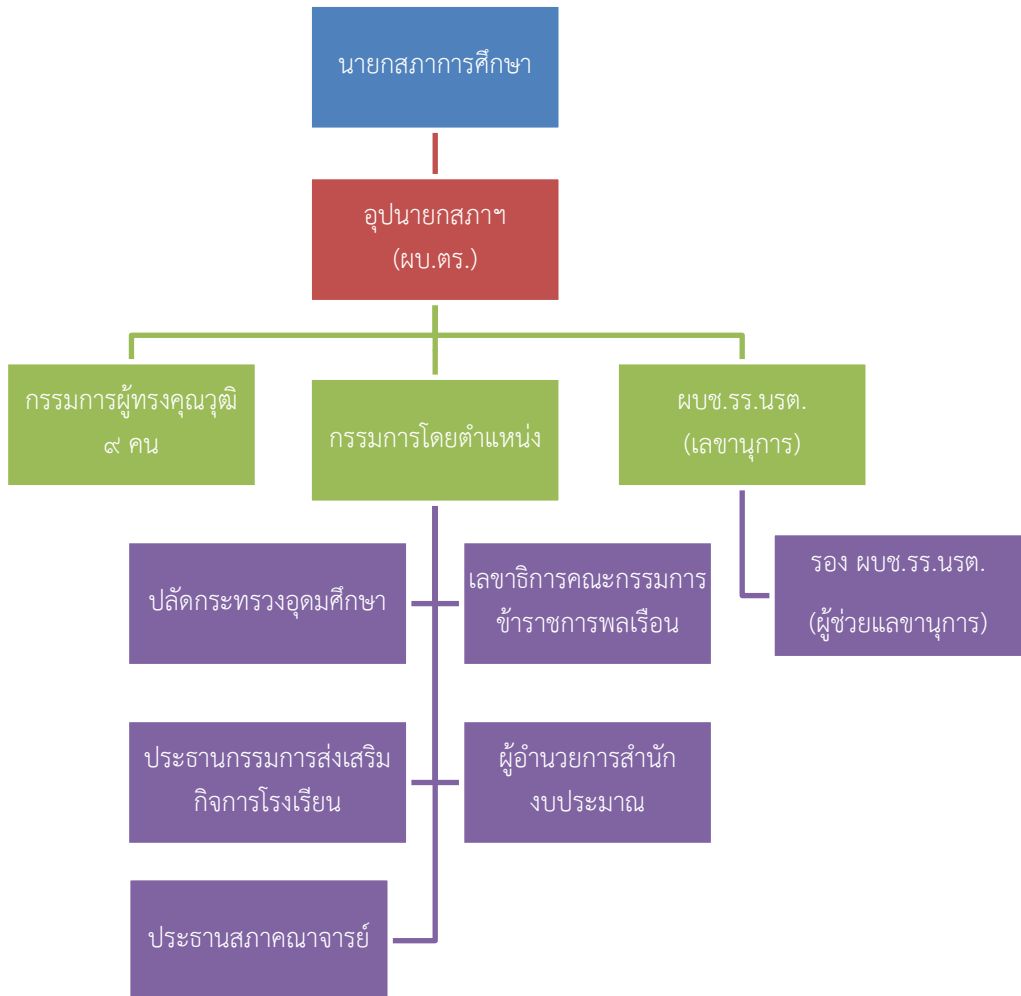 นายกสภาการศึกษา
อุปนายกสภาฯ
(ผบ.ตร.)
กรรมการผู้ทรงคุณวุฒิ
๙ คน
กรรมการโดยตำแหน่ง
ผบช.รร.นรต.
(เลขานุการ)
ปลัดกระทรวงอุดมศึกษา
เลขาธิการคณะกรรมการ
ข้าราชการพลเรือน
รอง ผบช.รร.นรต.
(ผู้ช่วยแลขานุการ)
ประธานกรรมการส่งเสริม
กิจการโรงเรียน
ผู้อำนวยการสำนัก
งบประมาณ
ประธานสภาคณาจารย์